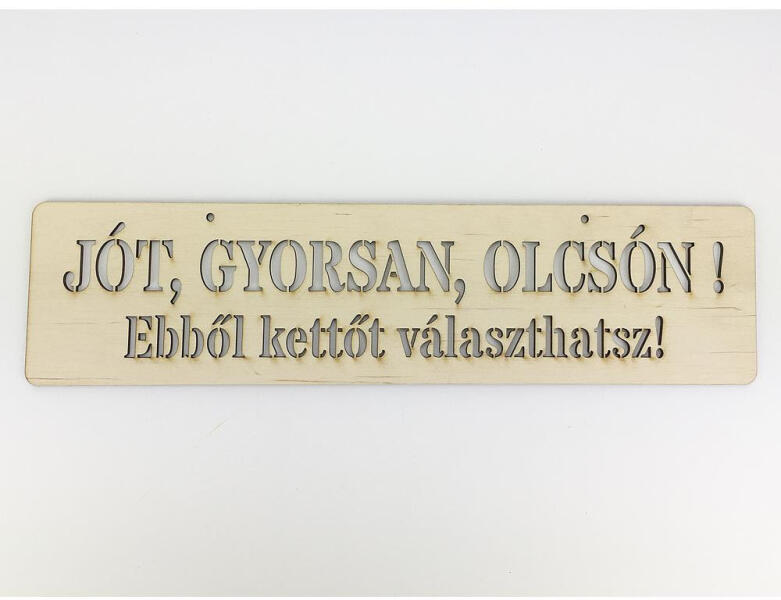 JÓT, GYORSAN, OLCSÓN !
Ebből kettőt választhatsz!